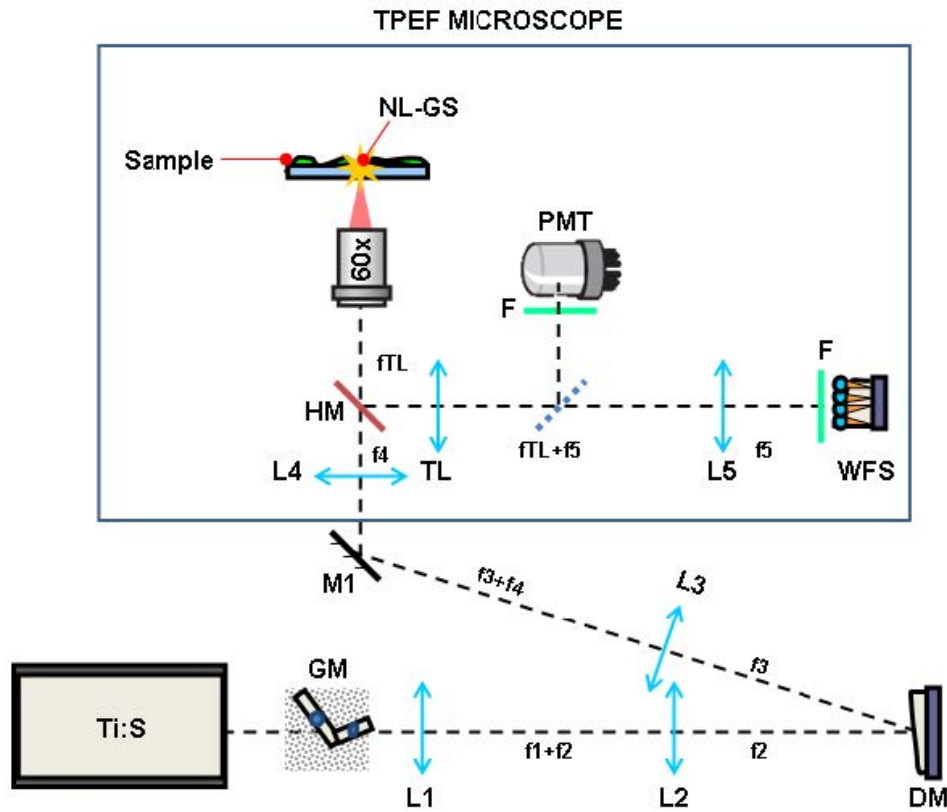 TPEF MICROSCOPE
NL-GS
Sample
PMT
60x
F
F
fTL
HM
f4
fTL+f5
f5
L4
TL
L5
WFS
M1
f3+f4
L3
GM
f3
Ti:S
f1+f2
f2
L1
L2
DM